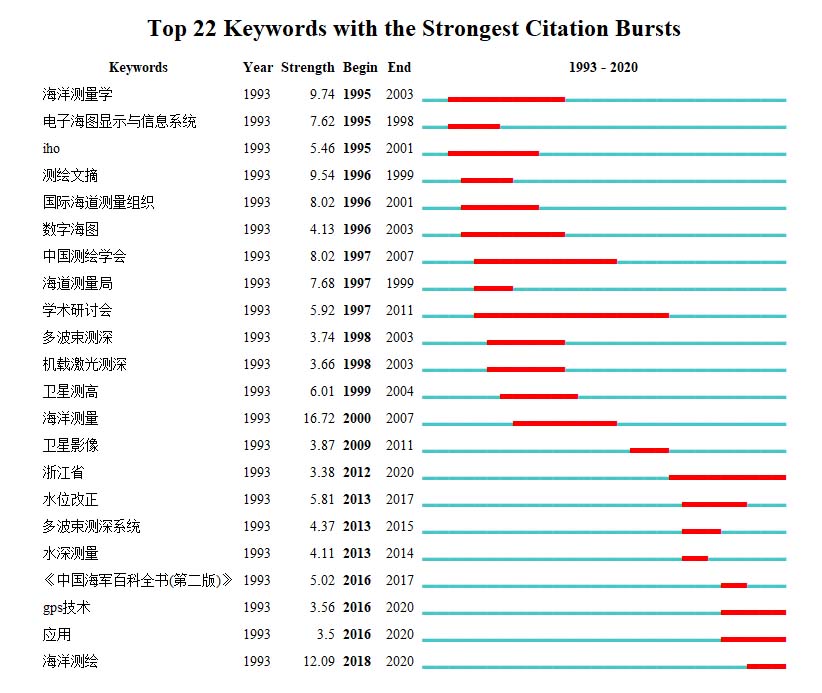 Top 22 Keywords with the Strongest Citation Bursts
Keywords Year Strength Begin End 1993 - 2020
海洋测量学 1993 9.74 1995 2003
电子海图显示与信息系统 1993 7.62 1995 1998
iho 1993 5.46 1995 2001
测绘文摘 1993 9.54 1996 1999
国际海道测量组织 1993 8.02 1996 2001
数字海图 1993 4.13 1996 2003
中国测绘学会 1993 8.02 1997 2007
海道测量局 1993 7.68 1997 1999
学术研讨会 1993 5.92 1997 2011
多波束测深 1993 3.74 1998 2003
机载激光测深 1993 3.66 1998 2003
卫星测高 1993 6.01 1999 2004
海洋测量 1993 16.72 2000 2007
卫星影像 1993 3.87 2009 2011
浙江省 1993 3.38 2012 2020
水位改正 1993 5.81 2013 2017
多波束测深系统 1993 4.37 2013 2015
水深测量 1993 4.11 2013 2014
《中国海军百科全书(第二版)》 1993 5.02 2016 2017
gps技术 1993 3.56 2016 2020
应用 1993 3.5 2016 2020
海洋测绘 1993 12.09 2018 2020